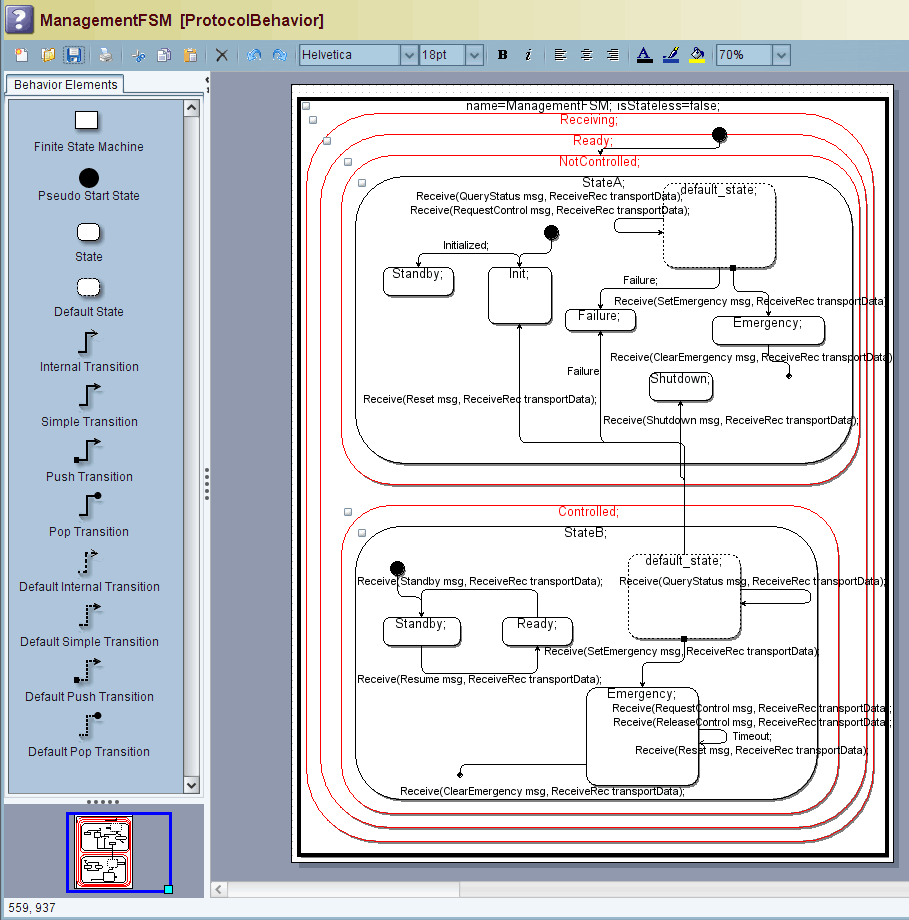 ManagementFSM [ProtocolBehavior]
Helvetica
18pt
B
i
A
70%
Behavior Elements
Finite State Machine
Pseudo Start State
State
Default State
Internal Transition
Simple Transition
Push Transition
Pop Transition
Default Internal Transition
Default Simple Transition
Default Push Transition
Default Pop Transition
559, 937
name=ManagementFSM; isStateless=false;
Receiving;
Ready;
NotControlled;
StateA;
default_state;
Receive(QueryStatus msg, ReceiveRec transportData);
Receive(RequestControl msg, ReceiveRec transportData);
Initialized;
Standby;
Init;
Failure;
Receive(SetEmergency msg, ReceiveRec transportData)
Failure;
Emergency;
Receive(ClearEmergency msg, ReceiveRec transportData)
Failure
Shutdown;
Receive(Reset msg, ReceiveRec transportData);
Receive(Shutdown msg, ReceiveRec transportData);
Controlled;
StateB;
default_state;
Receive(Standby msg, ReceiveRec transportData);
Receive(QueryStatus msg, ReceiveRec transportData);
Standby;
Ready;
Receive(SetEmergency msg, ReceiveRec transportData);
Receive(Resume msg, ReceiveRec transportData);
Emergency;
Receive(RequestControl msg, ReceiveRec transportData);
Receive(ReleaseControl msg, ReceiveRec transportData);
Timeout;
Receive(Reset msg, ReceiveRec transportData);
Receive(ClearEmergency msg, ReceiveRec transportData);